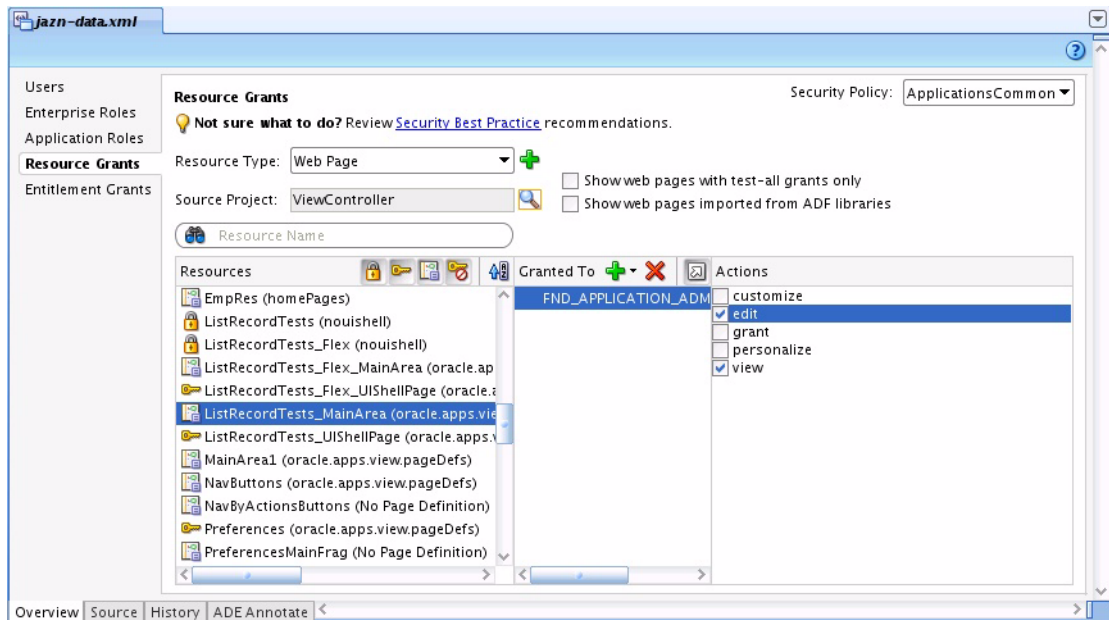 jazn-data.xml
Users
Enterprise Roles
Application Roles
Resource Grants
Entitlement Grants
Resource Grants
Security Policy: ApplicationsCommon
Not sure what to do? Review Security Best Practice recommendations.
Resource Type: Web Page
Source Project: ViewController
Show web pages with test-all grants only
Show web pages imported from ADF libraries
Resource Name
Resources
EmpRes (homePages)
ListRecordTests (nouishell)
ListRecordTests_Flex (nouishell)
ListRecordTests_Flex_MainArea (oracle.ap
ListRecordTests_Flex_UIShellPage (oracle.a
ListRecordTests_MainArea (oracle.apps.vie
ListRecordTests_UIShellPage (oracle.apps.v
MainArea1 (oracle.apps.view.pageDefs)
NavButtons (oracle.apps.view.pageDefs)
NavByActionsButtons (No Page Definition)
Preferences (oracle.apps.view.pageDefs)
PreferencesMainFrag (No Page Definition)
Granted To
FND_APPLICATION_ADM
Actions
customize
edit
grant
personalize
view
Overview Source History ADE Annotate